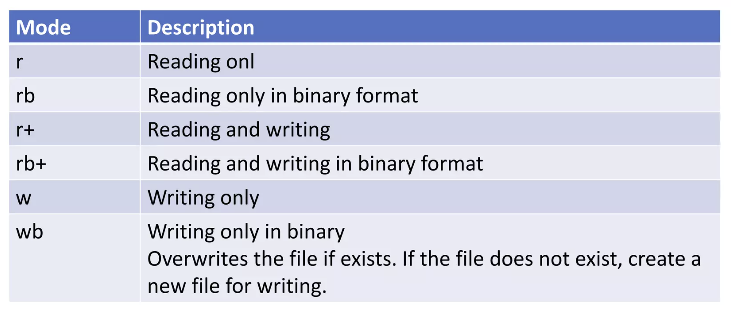 Mode Description
r Reading onl
rb Reading only in binary format
r+ Reading and writing
rb+ Reading and writing in binary format
w Writing only
wb Writing only in binary
Overwrites the file if exists. If the file does not exist, create a
new file for writing.